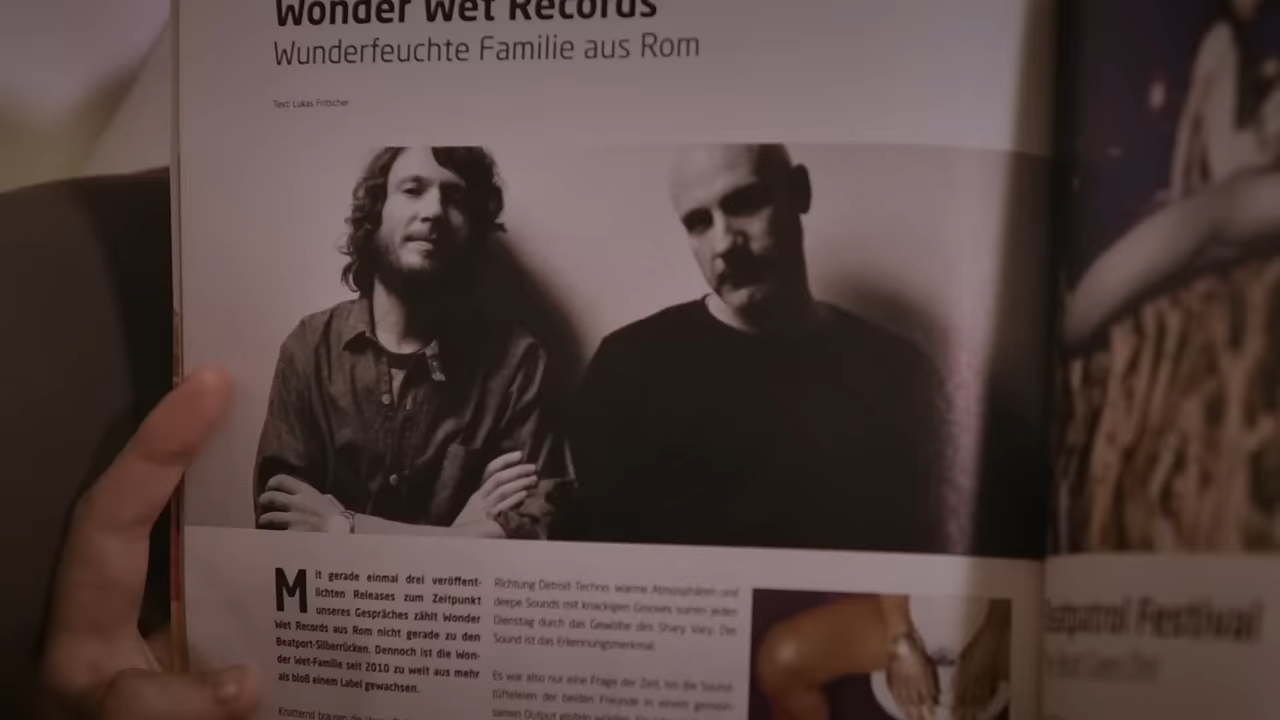 Wonder Wet Records
Wunderfeuchte Familie aus Rom
Text: Lukas Fritscher
Mit gerade einmal drei veröffent-
lichten Releases zum Zeitpunkt
unseres Gespräches zählt Wonder
Wet Records aus Rom nicht gerade zu den
Beatport-Silberrücken. Dennoch ist die Won-
der Wet-Familie seit 2010 zu weit aus mehr
als bloß einem Label gewachsen.
Richtung Detroit-Techno, warme Atmosphären und
deepe Sounds mit knackigen Grooves surren jeden
Dienstag durch das Gewölbe des Shary Vary. Der
Sound ist das Erkennungsmerkmal.
Es war also nur eine Frage der Zeit, bis die Sound-
tüfteleien der beiden Freunde in einem gemein-
samen Output
Festival